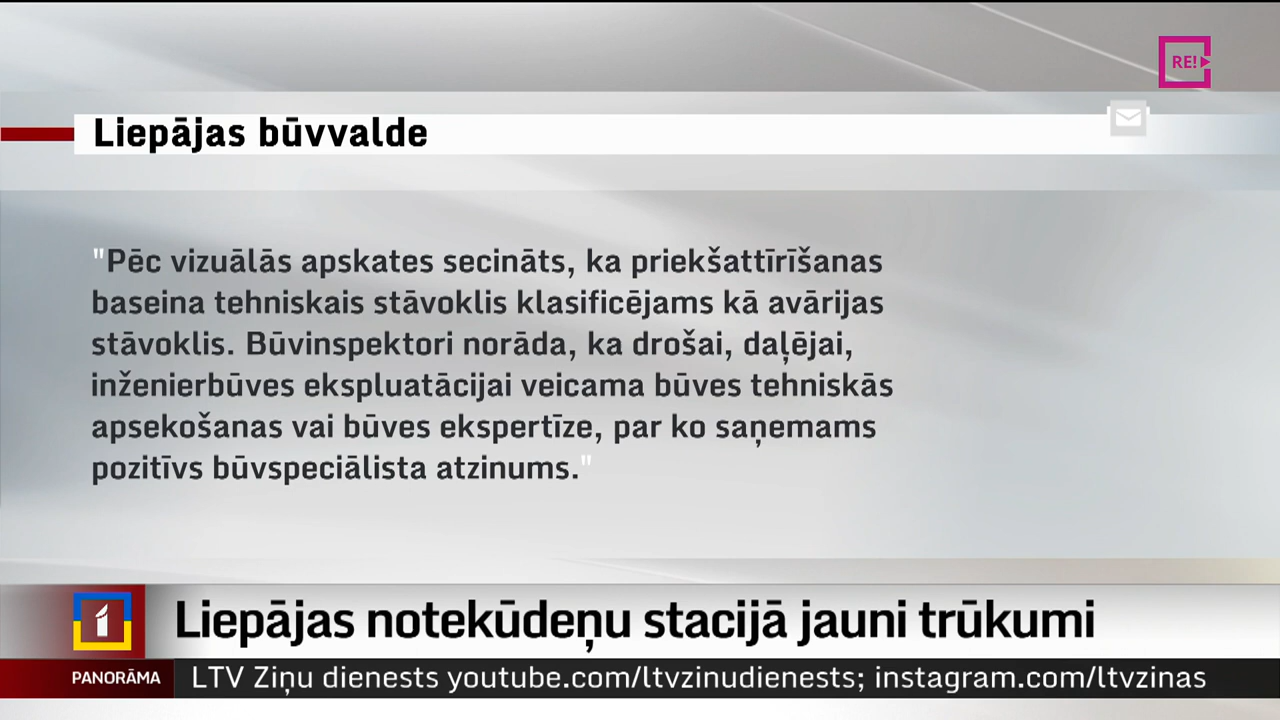 RE!
Liepājas būvvalde
"Pēc vizuālās apskates secināts, ka priekšattīrīšanas
baseina tehniskais stāvoklis klasificējams kā avārijas
stāvoklis. Būvinspektori norāda, ka drošai, daļējai,
inženierbūves ekspluatācijai veicama būves tehniskās
apsekošanas vai būves ekspertīze, par ko saņemams
pozitīvs būvspeciālista atzinums."
1
Liepājas notekūdeņu stacijā jauni trūkumi
PANORĀMA
LTV Ziņu dienests youtube.com/ltvzinudienests; instagram.com/ltvzinas